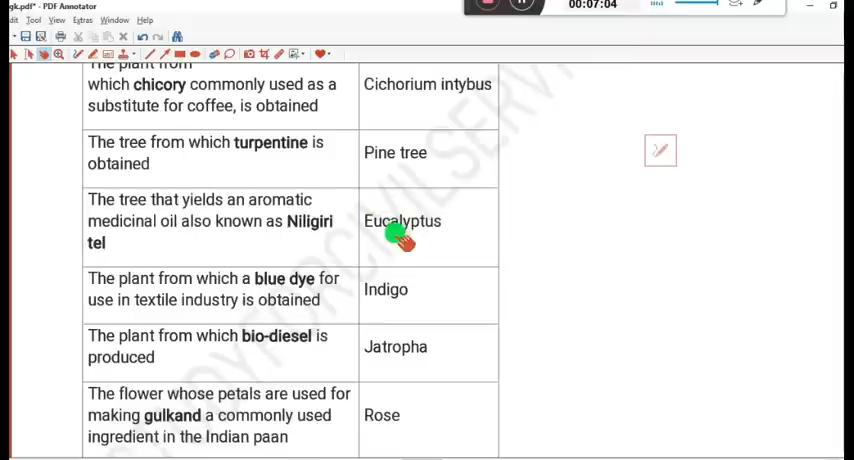 gk.pdf* - PDF Annotator
00:07:04
dit Tool View Extras Window Help
The plant from
which chicory commonly used as a
substitute for coffee, is obtained
Cichorium intybus
The tree from which turpentine is
obtained
Pine tree
The tree that yields an aromatic
medicinal oil also known as Niligiri
tel
Eucalyptus
The plant from which a blue dye for
use in textile industry is obtained
Indigo
The plant from which bio-diesel is
produced
Jatropha
The flower whose petals are used for
making gulkand a commonly used
ingredient in the Indian paan
Rose
STUDYFORCIVILSERV